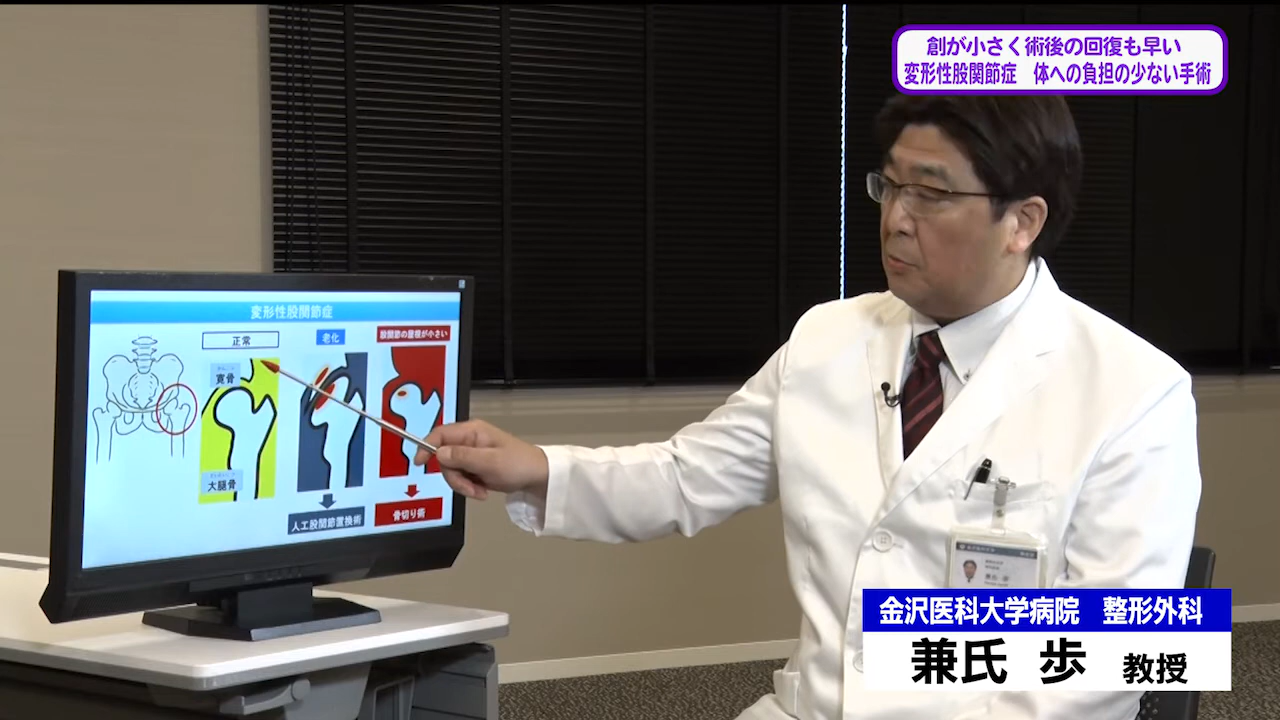 創が小さく術後の回復も早い
変形性股関節症　体への負担の少ない手術
変形性股関節症
正常
老化
股関節の屋根が小さい
寛骨
大腿骨
人工股関節置換術
骨切り術
金沢医科大学病院　整形外科
兼氏 歩 教授